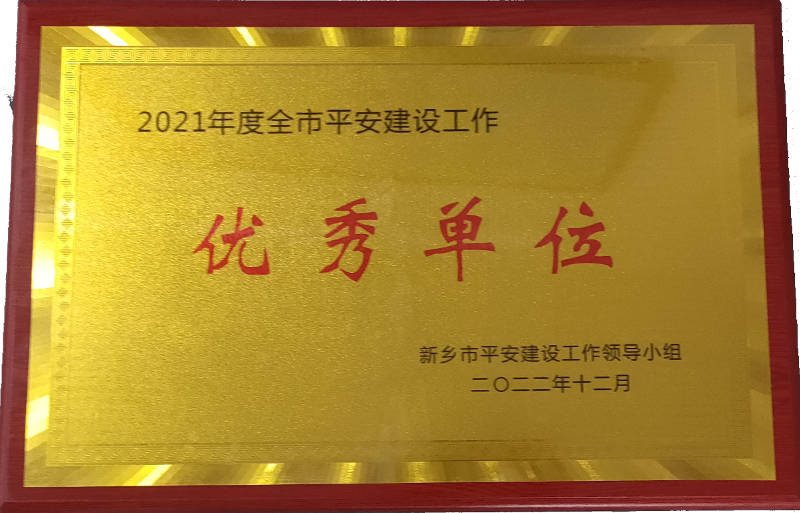 2021年度全市平安建设工作
优秀单位
新乡市平安建设工作领导小组
二〇二二年十二月